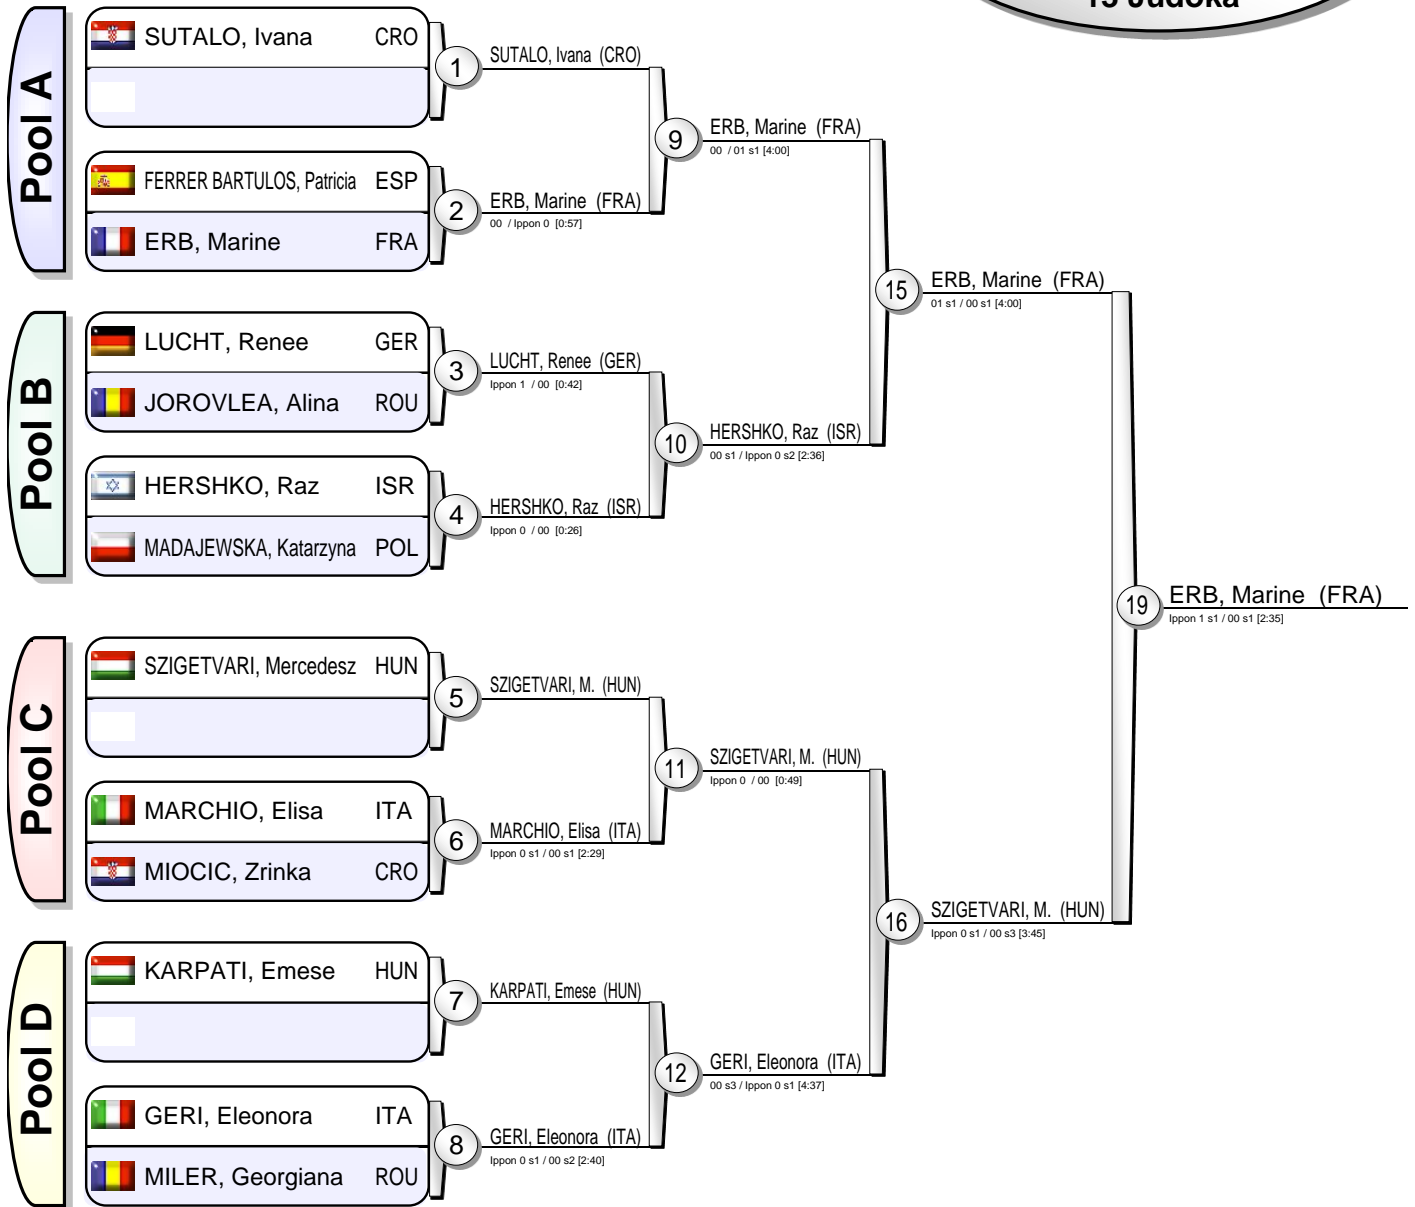 13 Judoka
Pool A
SUTALO, Ivana CRO
FERRER BARTULOS, Patricia ESP
ERB, Marine FRA
Pool B
LUCHT, Renee GER
JOROVLEA, Alina ROU
HERSHKO, Raz ISR
MADAJEWSKA, Katarzyna POL
Pool C
SZIGETVARI, Mercedesz HUN
MARCHIO, Elisa ITA
MIOCIC, Zrinka CRO
Pool D
KARPATI, Emese HUN
GERI, Eleonora ITA
MILER, Georgiana ROU
1
SUTALO, Ivana (CRO)
2
ERB, Marine (FRA)
00 / Ippon 0 [0:57]
3
LUCHT, Renee (GER)
Ippon 1 / 00 [0:42]
4
HERSHKO, Raz (ISR)
Ippon 0 / 00 [0:26]
5
SZIGETVARI, M. (HUN)
6
MARCHIO, Elisa (ITA)
Ippon 0 s1 / 00 s1 [2:29]
7
KARPATI, Emese (HUN)
8
GERI, Eleonora (ITA)
Ippon 0 s1 / 00 s2 [2:40]
9
ERB, Marine (FRA)
00 / 01 s1 [4:00]
10
HERSHKO, Raz (ISR)
00 s1 / Ippon 0 s2 [2:36]
11
SZIGETVARI, M. (HUN)
Ippon 0 / 00 [0:49]
12
GERI, Eleonora (ITA)
00 s3 / Ippon 0 s1 [4:37]
15
ERB, Marine (FRA)
01 s1 / 00 s1 [4:00]
16
SZIGETVARI, M. (HUN)
Ippon 0 s1 / 00 s3 [3:45]
19
ERB, Marine (FRA)
Ippon 1 s1 / 00 s1 [2:35]